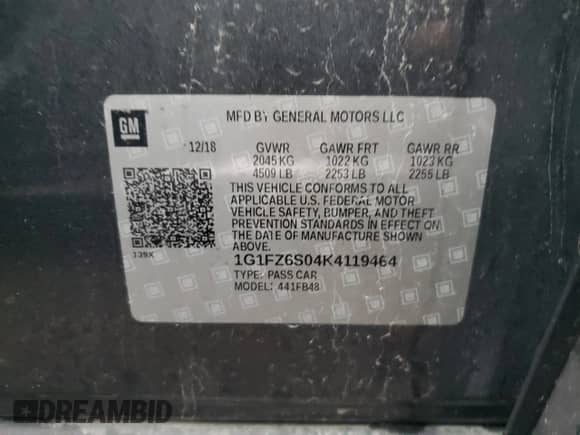 GM
MFD BY GENERAL MOTORS LLC
12/18 GVWR GAWR FRT GAWR RR
2045 KG 1022 KG 1023 KG
4509 LB 2253 LB 2255 LB
THIS VEHICLE CONFORMS TO ALL
APPLICABLE U.S. FEDERAL MOTOR
VEHICLE SAFETY, BUMPER, AND THEFT
PREVENTION STANDARDS IN EFFECT ON
THE DATE OF MANUFACTURE SHOWN
ABOVE.
139X
1G1FZ6S04K4119464
TYPE: PASS CAR
MODEL: 441FB48
DREAMBID